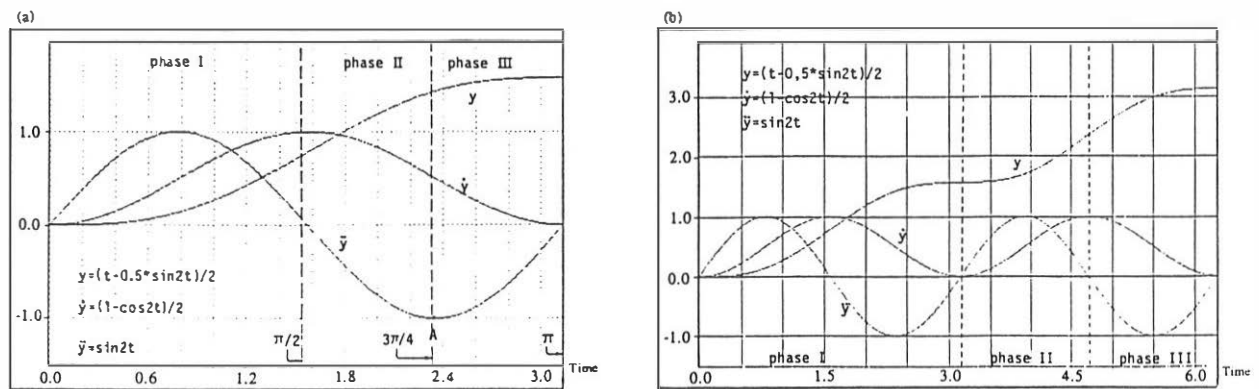 (a)
phase I
phase II
phase III
y
1.0
ẏ
0.0
ȳ
y=(t-0.5*sin2t)/2
ẏ=(1-cos2t)/2
-1.0
A
π/2
3π/4
π
ȳ=sin2t
Time
0.0 0.6 1.2 1.8 2.4 3.0
(b)
y=(t-0,5*sin2t)/2
ẏ=(1-cos2t)/2
ȳ=sin2t
3.0
2.0
y
1.0
ẏ
0.0
ȳ
-1.0
phase I
phase II
phase III
0.0 1.5 3.0 4.5 6.0 Time